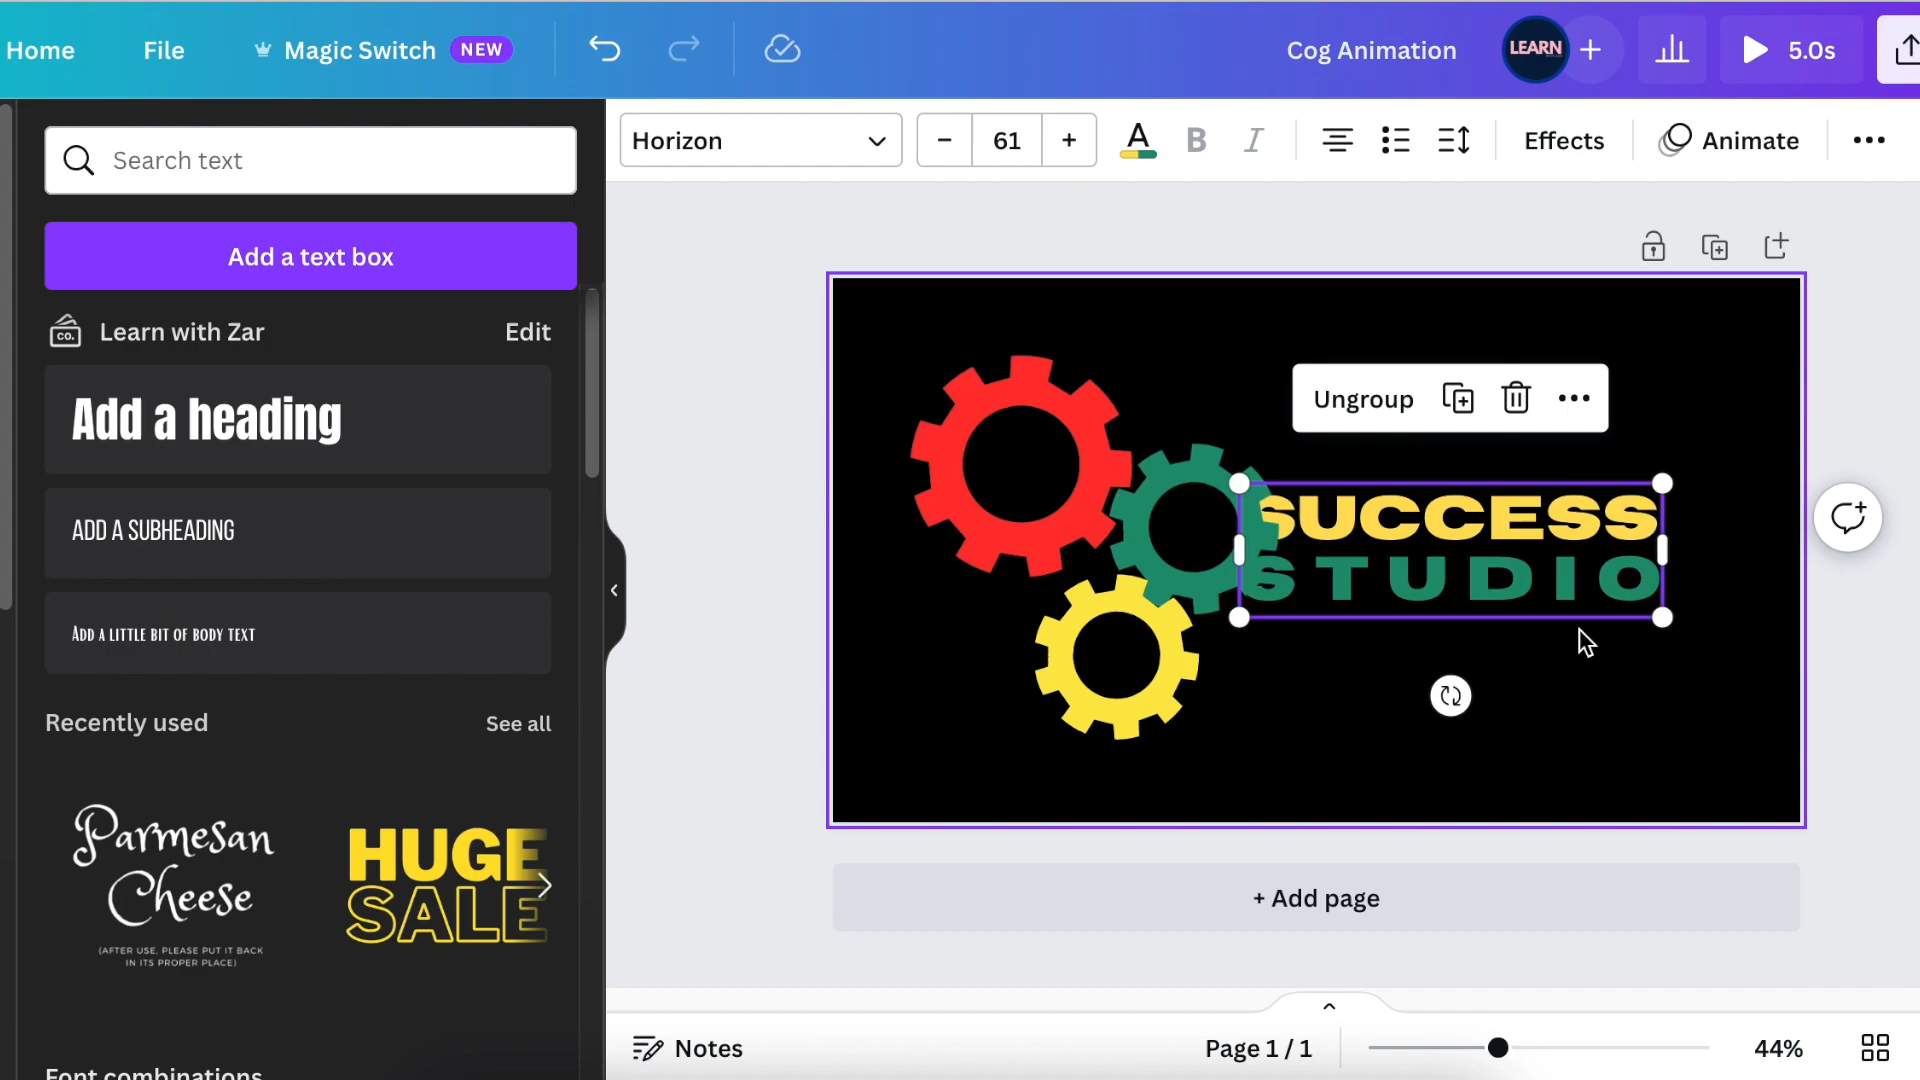 Home File Magic Switch NEW Cog Animation LEARN 5.0s
Search text
Horizon 61 A B I Effects Animate
Add a text box
co. Learn with Zar Edit
Add a heading
ADD A SUBHEADING
ADD A LITTLE BIT OF BODY TEXT
Recently used See all
Parmesan
Cheese
(AFTER USE, PLEASE PUT IT BACK
IN ITS PROPER PLACE)
HUGE
SALE
Font combinations
Ungroup
SUCCESS
STUDIO
+ Add page
Notes Page 1 / 1 44%